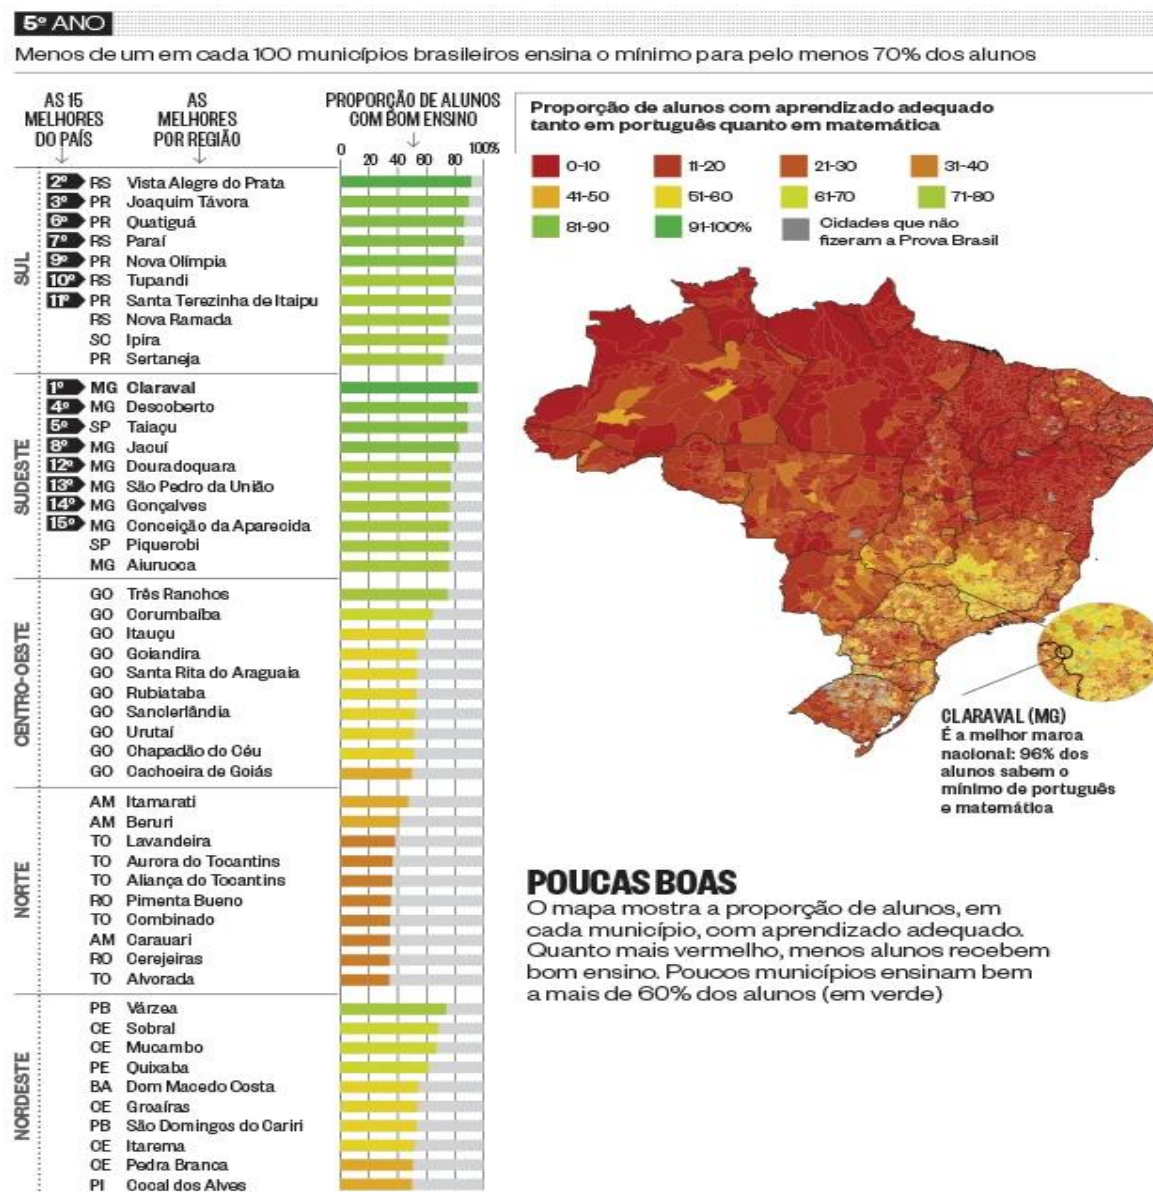 5º ANO
Menos de um em cada 100 municípios brasileiros ensina o mínimo para pelo menos 70% dos alunos
AS 15
MELHORES
DO PAÍS
AS
MELHORES
POR REGIÃO
PROPORÇÃO DE ALUNOS
COM BOM ENSINO
0 20 40 60 80 100%
SUL
2º RS Vista Alegre do Prata
3º PR Joaquim Távora
6º PR Quatiguá
7º RS Paraí
9º PR Nova Olímpia
10º RS Tupandi
11º PR Santa Terezinha de Itaipu
RS Nova Ramada
SC Ipira
PR Sertaneja
SUDESTE
1º MG Claraval
4º MG Descoberto
5º SP Taiaçu
8º MG Jacuí
12º MG Douradoquara
13º MG São Pedro da União
14º MG Gonçalves
15º MG Conceição da Aparecida
SP Piquerobi
MG Aiuruoca
CENTRO-OESTE
GO Três Ranchos
GO Corumbaíba
GO Itauçu
GO Goiandira
GO Santa Rita do Araguaia
GO Rubiataba
GO Sanclerlândia
GO Urutaí
GO Chapadão do Céu
GO Cachoeira de Goiás
NORTE
AM Itamarati
AM Beruri
TO Lavandeira
TO Aurora do Tocantins
TO Aliança do Tocantins
RO Pimenta Bueno
TO Combinado
AM Carauari
RO Cerejeiras
TO Alvorada
NORDESTE
PB Várzea
CE Sobral
CE Mucambo
PE Quixaba
BA Dom Macedo Costa
CE Groaíras
PB São Domingos do Cariri
CE Itarema
CE Pedra Branca
PI Cocal dos Alves
Proporção de alunos com aprendizado adequado
tanto em português quanto em matemática
0-10 11-20 21-30 31-40
41-50 51-60 61-70 71-80
81-90 91-100% Cidades que não
fizeram a Prova Brasil
CLARAVAL (MG)
É a melhor marca
nacional: 96% dos
alunos sabem o
mínimo de português
e matemática
POUCAS BOAS
O mapa mostra a proporção de alunos, em
cada município, com aprendizado adequado.
Quanto mais vermelho, menos alunos recebem
bom ensino. Poucos municípios ensinam bem
a mais de 60% dos alunos (em verde)